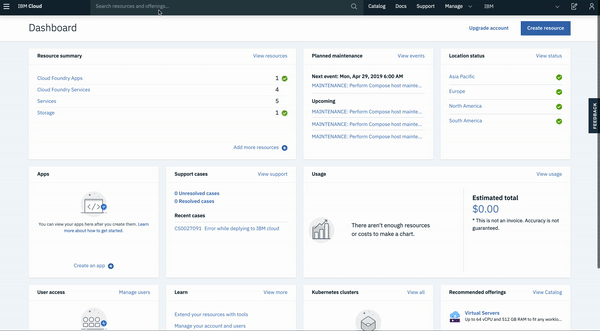 IBM Cloud
Search resources and offerings...
Catalog
Docs
Support
Manage
IBM
Dashboard
Upgrade account
Create resource
Resource summary
View resources
Cloud Foundry Apps 1
Cloud Foundry Services 4
Services 5
Storage 1
Add more resources
Planned maintenance
View events
Next event: Mon, Apr 29, 2019 6:00 AM
MAINTENANCE: Perform Compose host mainte...
Upcoming
MAINTENANCE: Perform Compose host mainte...
MAINTENANCE: Perform Compose host mainte...
MAINTENANCE: Perform Compose host mainte...
Location status
View status
Asia Pacific
Europe
North America
South America
FEEDBACK
Apps
You can view your apps here after you create them. Learn
more about how to get started.
Create an app
Support cases
View support
0 Unresolved cases
0 Resolved cases
Recent cases
CS0027091 Error while deplying to IBM cloud
Usage
View usage
There aren't enough resources
or costs to make a chart.
Estimated total
$0.00
* This is not an invoice. Accuracy is not
guaranteed.
User access
Manage users
Learn
View more
Extend your resources with tools
Manage your account and users
Kubernetes clusters
View all
Recommended offerings
View Catalog
Virtual Servers
Up to 64 vCPU and 512 GB RAM to fit any worklo...